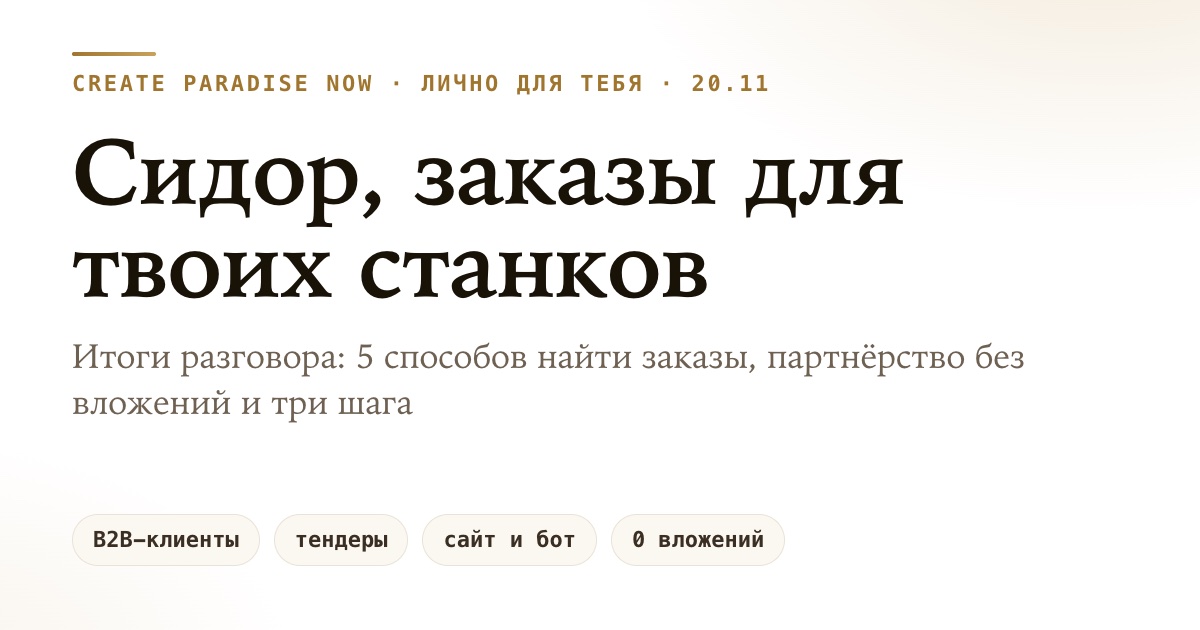 CREATE PARADISE NOW · ЛИЧНО ДЛЯ ТЕБЯ · 20.11
Сидор, заказы для
твоих станков
Итоги разговора: 5 способов найти заказы, партнёрство без
вложений и три шага
B2B–клиенты
тендеры
сайт и бот
0 вложений